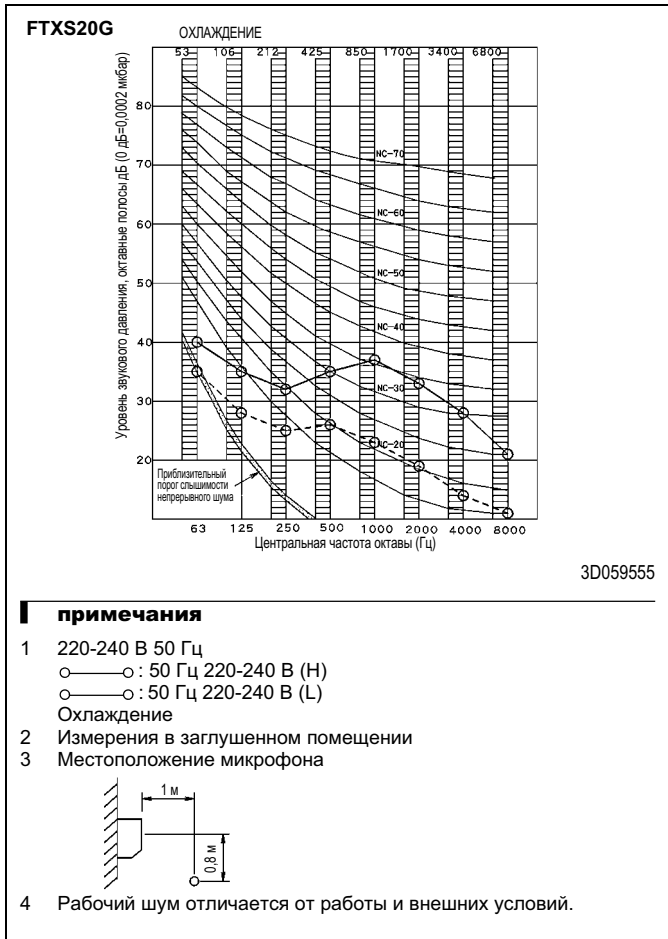 FTXS20G
ОХЛАЖДЕНИЕ
53 106 212 425 850 1700 3400 6800
Уровень звукового давления, октавные полосы дБ (0 дБ=0,0002 мкбар)
80
70
60
50
40
30
20
NC-70
NC-60
NC-50
NC-40
NC-30
NC-20
Приблизительный
порог слышимости
непрерывного шума
63 125 250 500 1000 2000 4000 8000
Центральная частота октавы (Гц)
3D059555
примечания
1 220-240 В 50 Гц
: 50 Гц 220-240 В (H)
: 50 Гц 220-240 В (L)
Охлаждение
2 Измерения в заглушенном помещении
3 Местоположение микрофона
1 м
0,8 м
4 Рабочий шум отличается от работы и внешних условий.